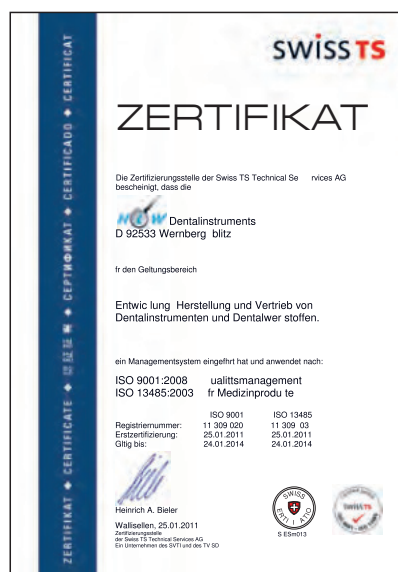 swiss TS
ZERTIFIKAT
Die Zertifizierungsstelle der Swiss TS Technical Se rvices AG
bescheinigt, dass die
Dentalinstruments
D 92533 Wernberg blitz
fr den Geltungsbereich
Entwic lung Herstellung und Vertrieb von
Dentalinstrumenten und Dentalwer stoffen.
ein Managementsystem eingefhrt hat und anwendet nach:
ISO 9001:2008 ualittsmanagement
ISO 13485:2003 fr Medizinprodu te
ISO 9001 ISO 13485
Registriernummer: 11 309 020 11 309 03
Erstzertifizierung: 25.01.2011 25.01.2011
Gltig bis: 24.01.2014 24.01.2014
Heinrich A. Bieler
Wallisellen, 25.01.2011
Zertifizierungsstelle
der Swiss TS Technical Services AG
Ein Unternehmen des SVTI und des TV SD
SWISS
ERTI I ATIO
S ESm013
swiss TS
ZERTIFIKAT ◆ CERTIFICATE ◆ ◆ СЕРТИФИКАТ ◆ CERTIFICADO ◆ CERTIFICAT